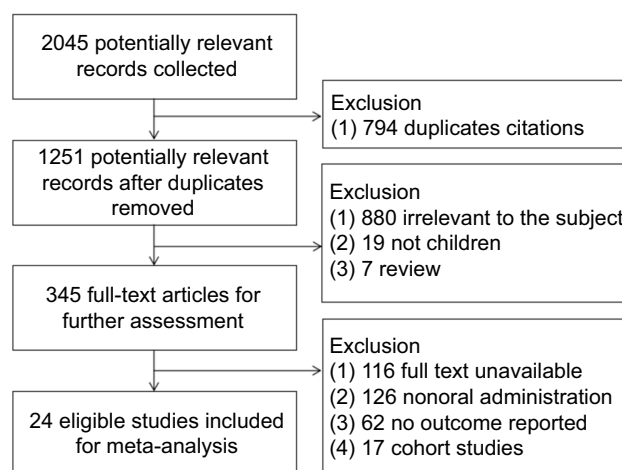 2045 potentially relevant
records collected
Exclusion
(1) 794 duplicates citations
1251 potentially relevant
records after duplicates
removed
Exclusion
(1) 880 irrelevant to the subject
(2) 19 not children
(3) 7 review
345 full-text articles for
further assessment
Exclusion
(1) 116 full text unavailable
(2) 126 nonoral administration
(3) 62 no outcome reported
(4) 17 cohort studies
24 eligible studies included
for meta-analysis